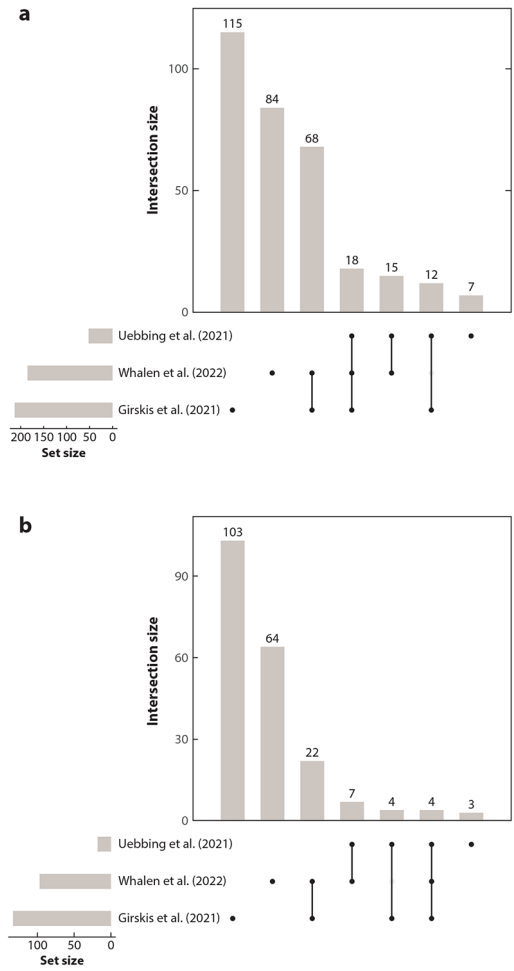 a
115
84
68
18
15
12
7
100
50
0
Intersection size
Uebbing et al. (2021)
Whalen et al. (2022)
Girskis et al. (2021)
200 150 100 50 0
Set size
b
103
64
22
7
4
4
3
90
60
30
0
Intersection size
Uebbing et al. (2021)
Whalen et al. (2022)
Girskis et al. (2021)
100 50 0
Set size